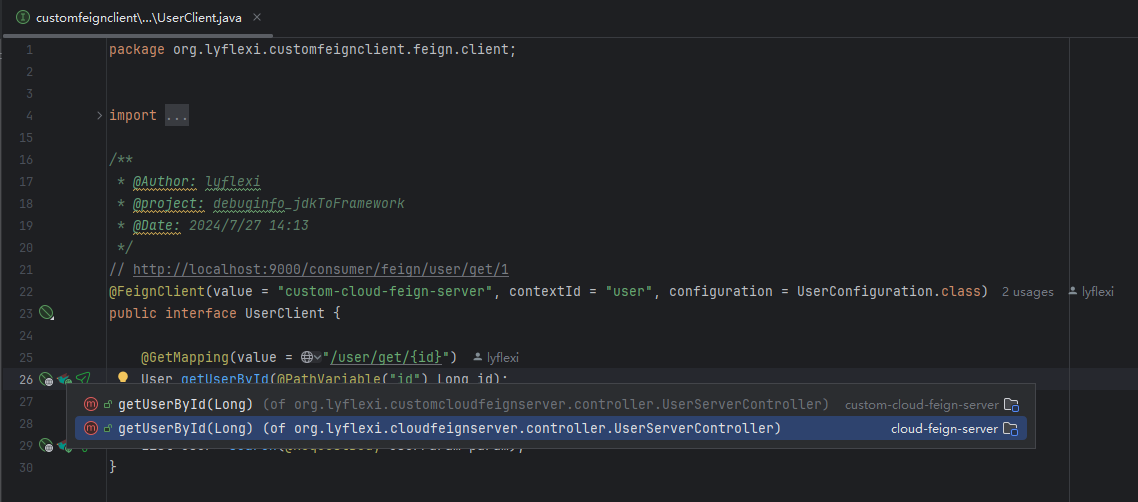 customfeignclient\...\UserClient.java
1 package org.lyflexi.customfeignclient.feign.client;
2
3
4 import ...
15
16 /**
17 * @Author: lyflexi
18 * @project: debuginfo_jdkToFramework
19 * @Date: 2024/7/27 14:13
20 */
21 // http://localhost:9000/consumer/feign/user/get/1
22 @FeignClient(value = "custom-cloud-feign-server", contextId = "user", configuration = UserConfiguration.class) 2 usages lyflexi
23 public interface UserClient {
24
25 @GetMapping(value = "/user/get/{id}") lyflexi
26 User getUserById(@PathVariable("id") Long id);
27 getUserById(Long) (of org.lyflexi.customcloudfeignserver.controller.UserServerController) custom-cloud-feign-server
28 getUserById(Long) (of org.lyflexi.cloudfeignserver.controller.UserServerController) cloud-feign-server
29
30 }